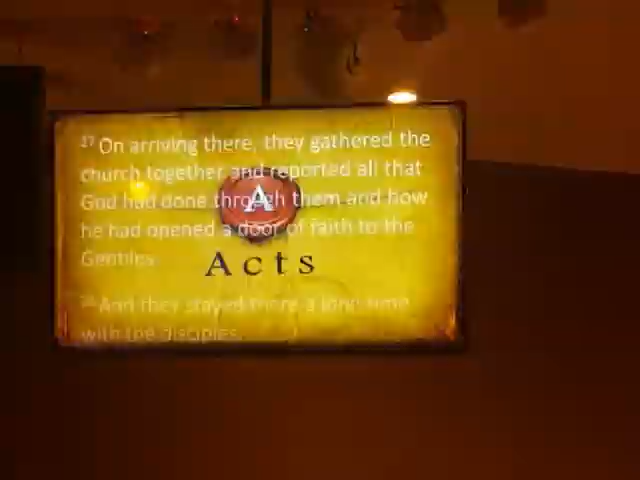 27 On arriving there, they gathered the
church together and reported all that
God had done through them and how
he had opened a door of faith to the
Gentiles.
A
Acts
28 And they stayed there a long time
with the disciples.